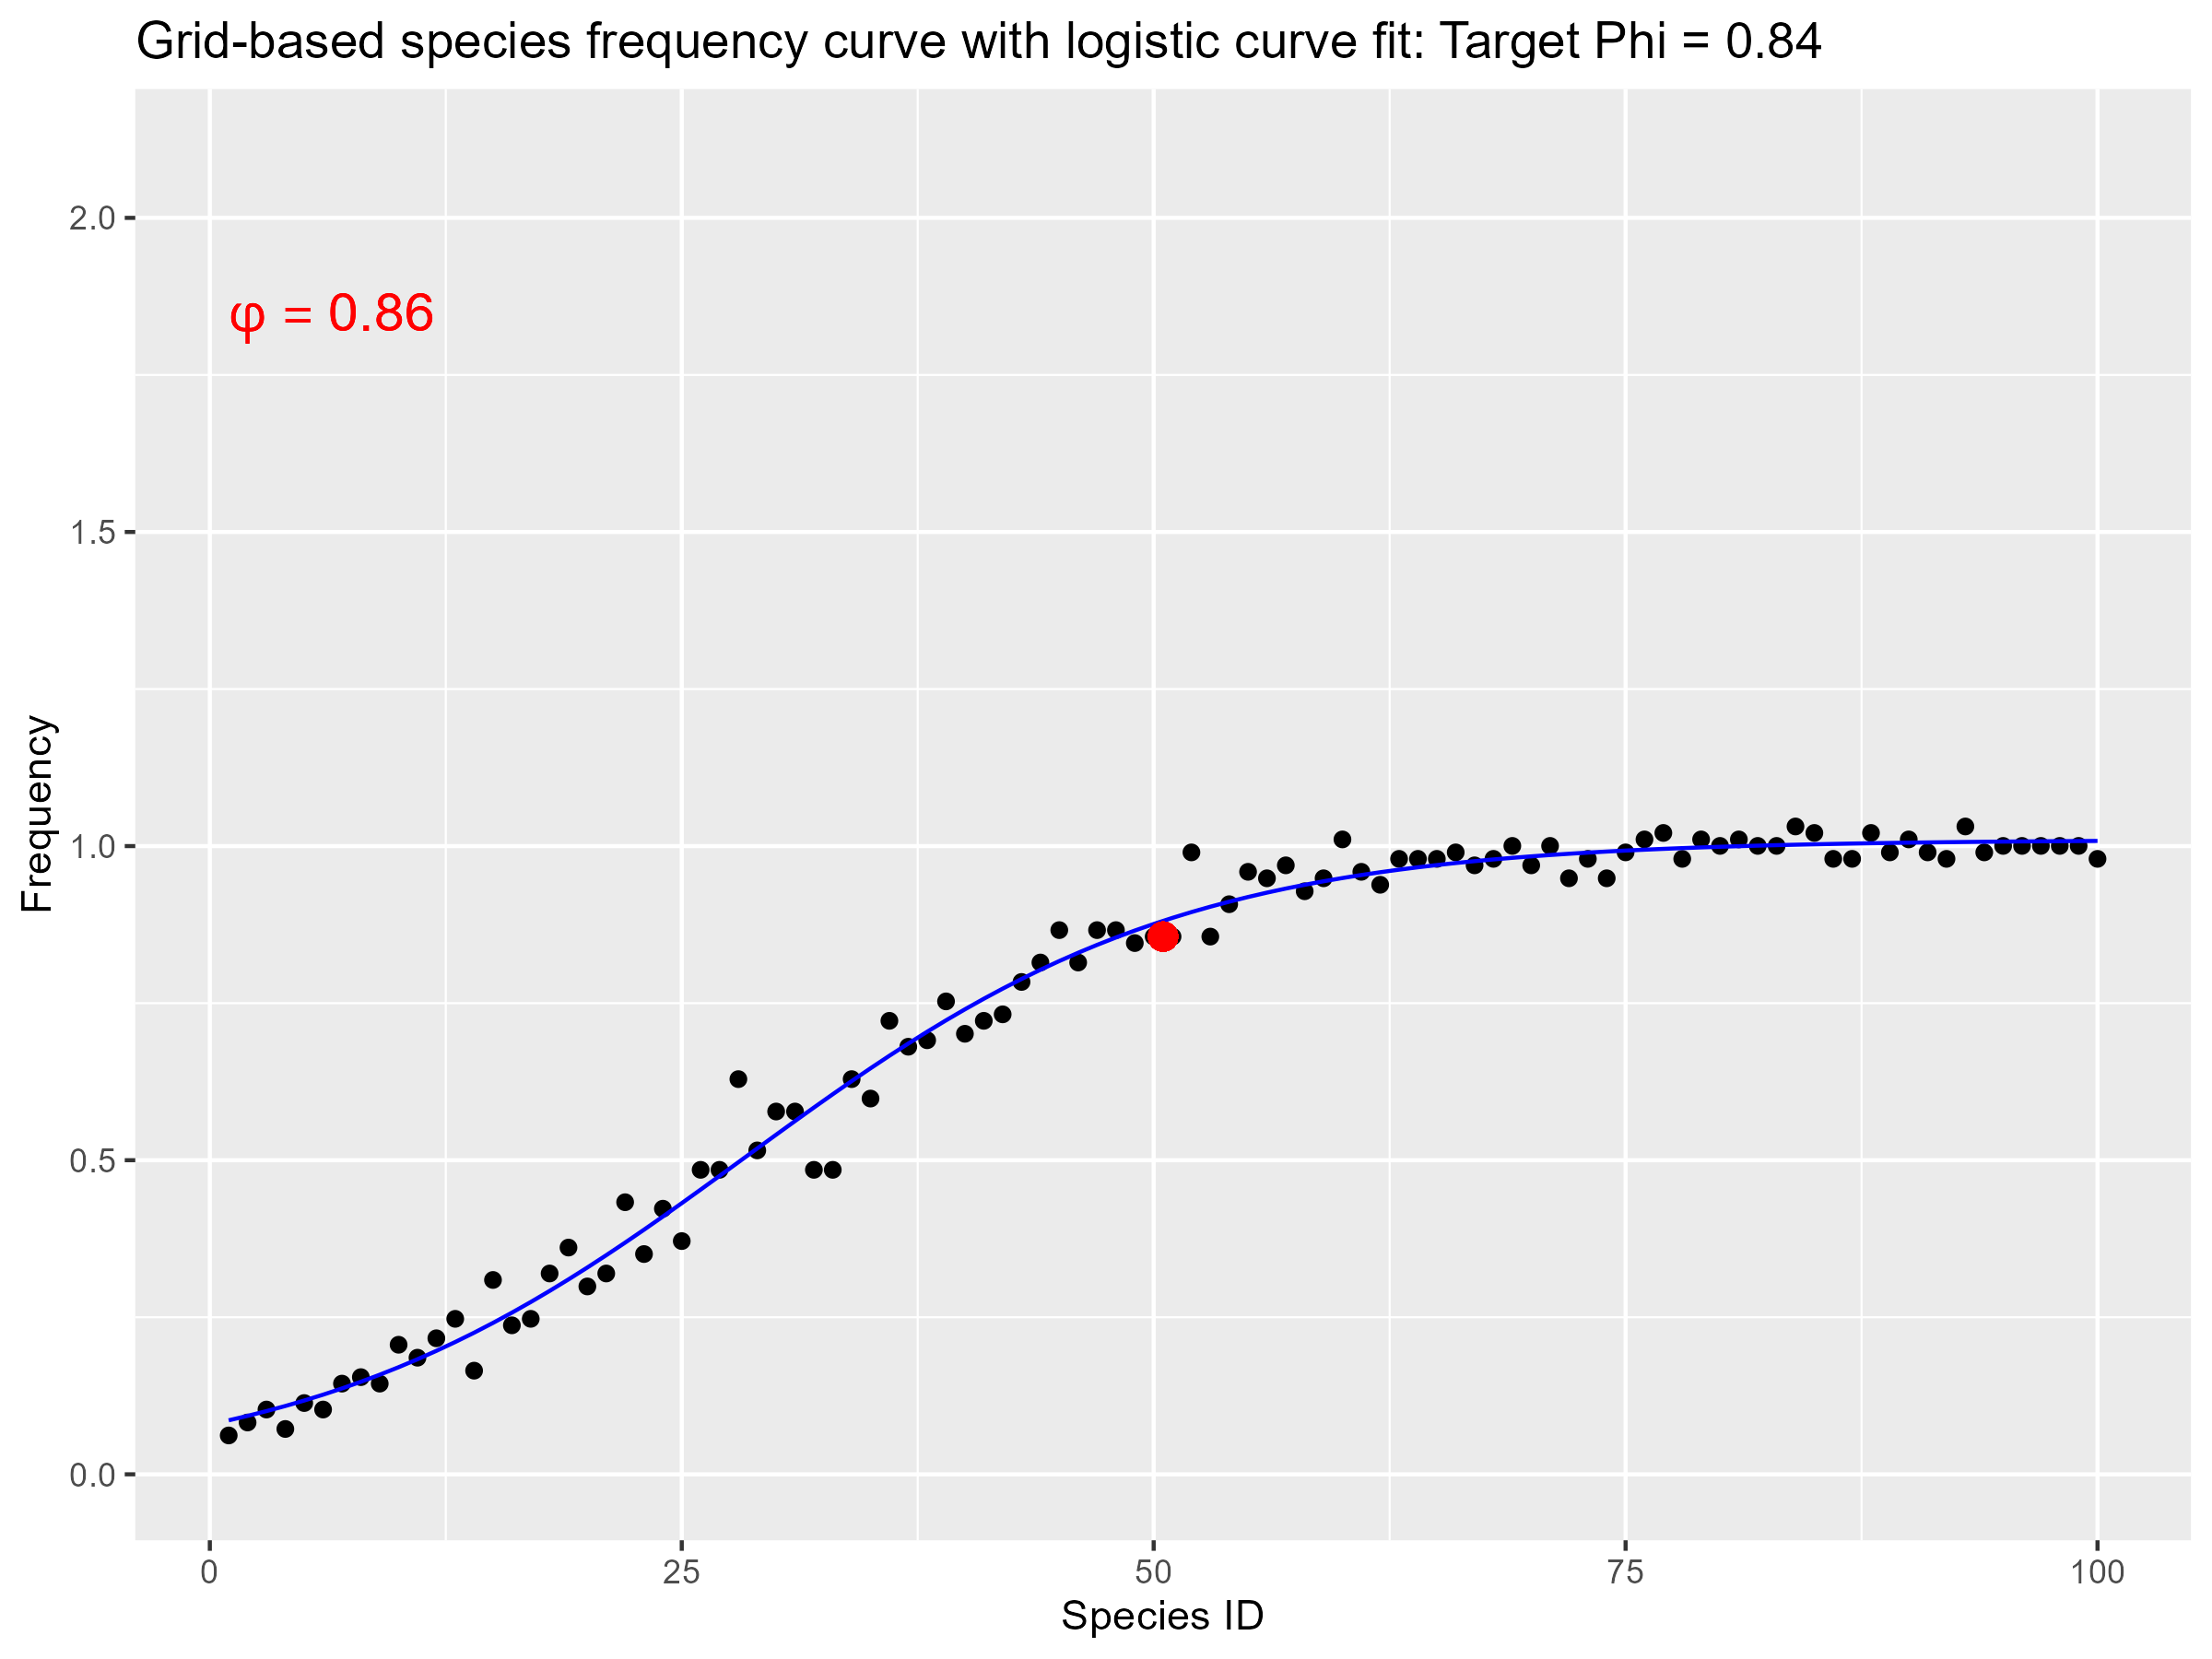 Grid-based species frequency curve with logistic curve fit: Target Phi = 0.84
2.0
φ = 0.86
1.5
Frequency
1.0
0.5
0.0
0 25 50 75 100
Species ID